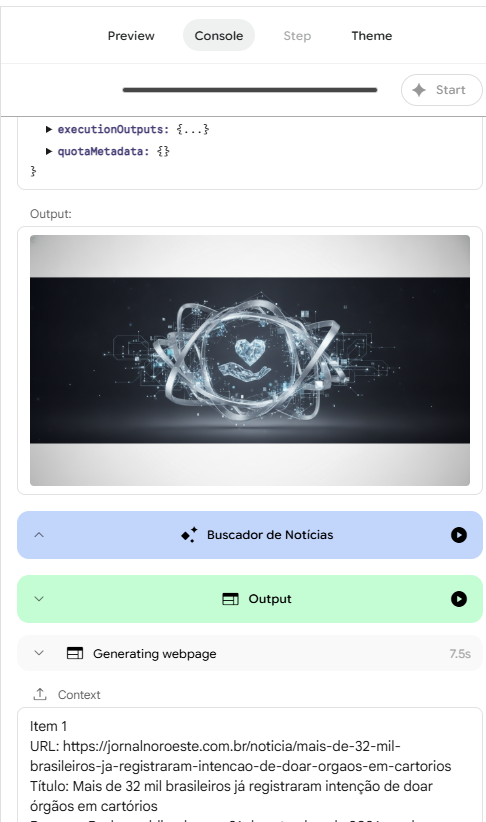 Preview Console Step Theme
Start
executionOutputs: {...}
quotaMetadata: {}
}
Output:
Buscador de Notícias
Output
Generating webpage 7.5s
Context
Item 1
URL: https://jornalnoroeste.com.br/noticia/mais-de-32-mil-
brasileiros-ja-registraram-intencao-de-doar-orgaos-em-cartorios
Título: Mais de 32 mil brasileiros já registraram intenção de doar
órgãos em cartórios